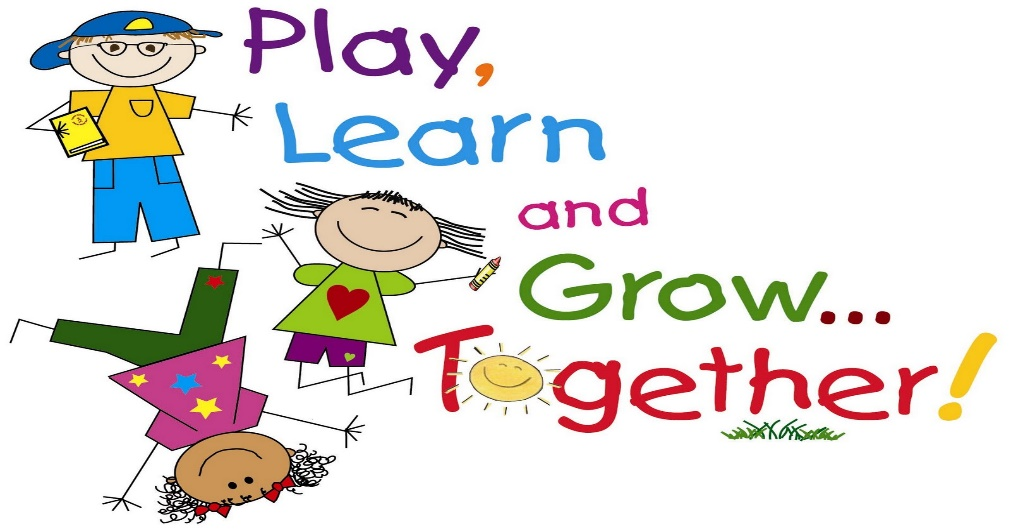 Play,
Learn
and
Grow...
Together!